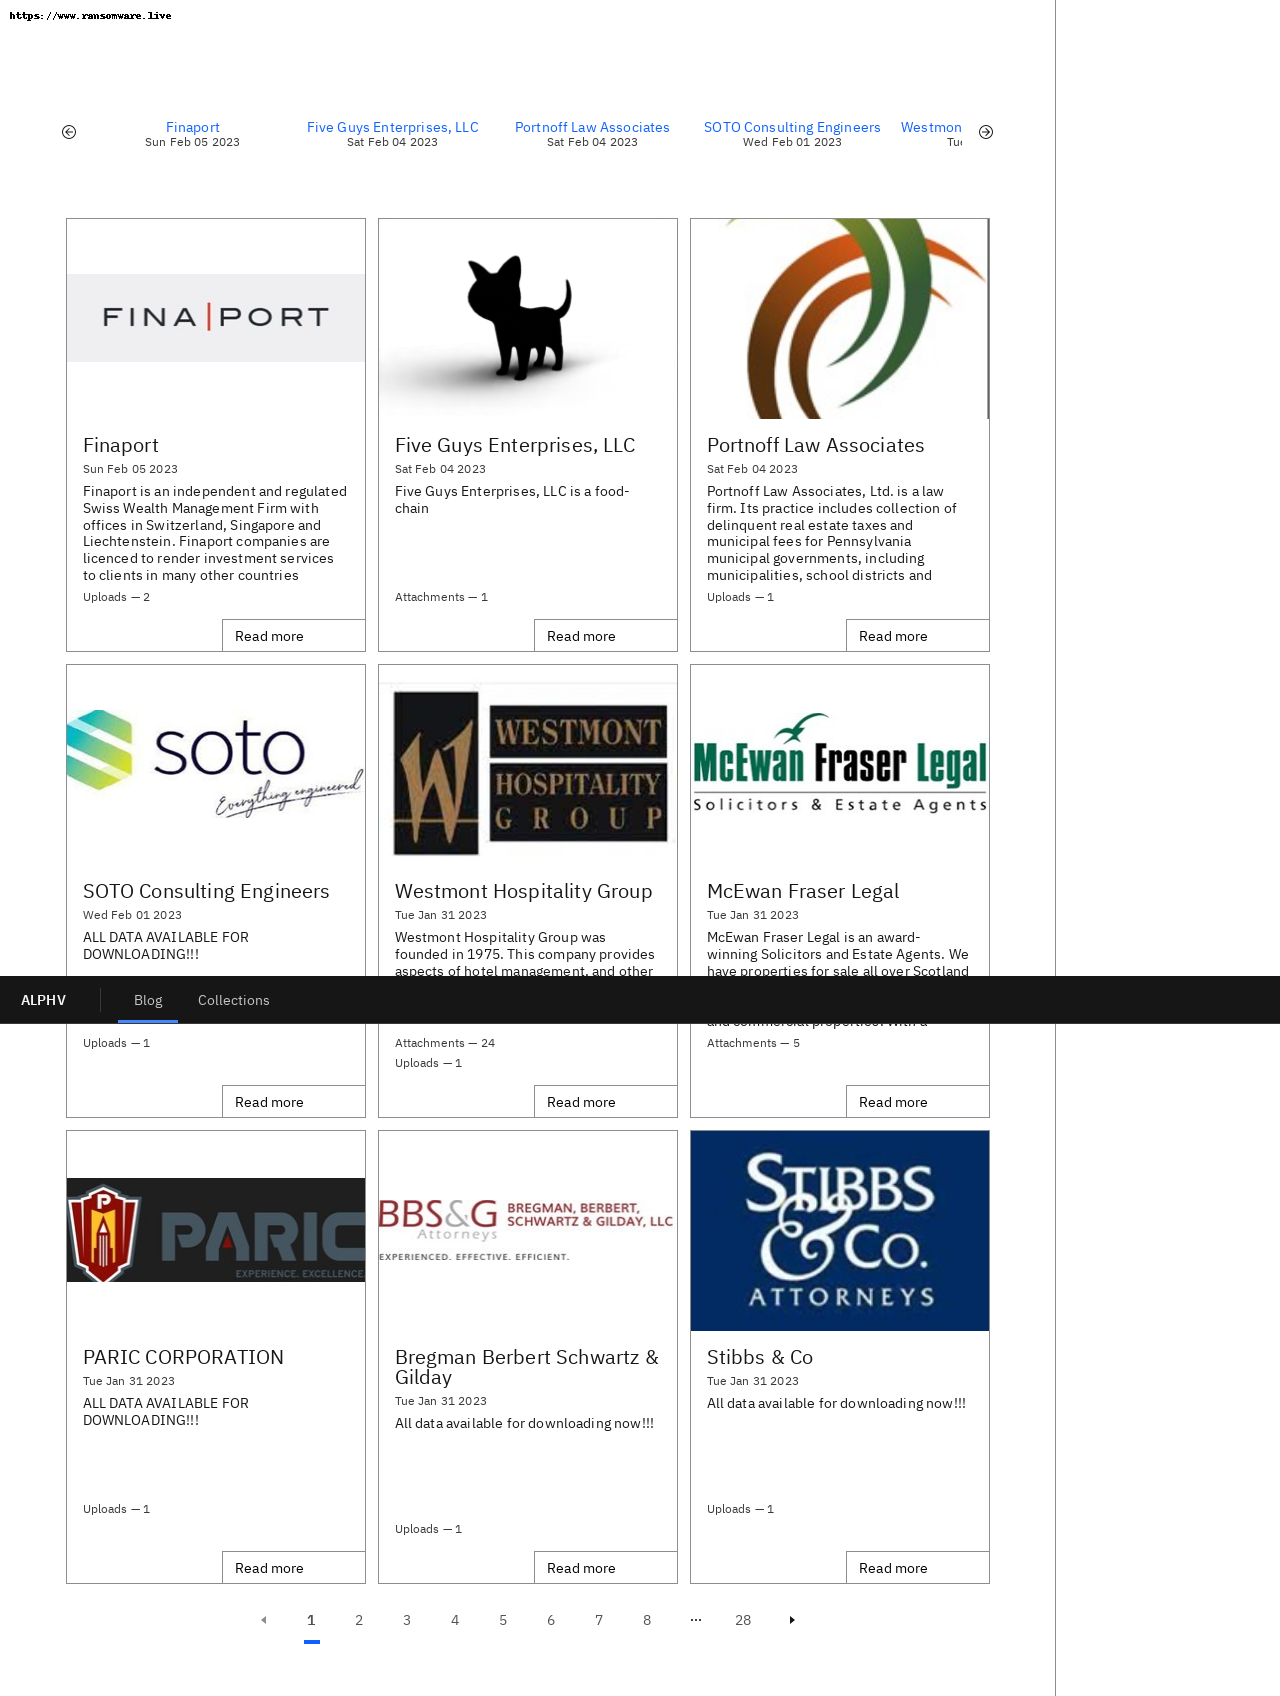 https://www.ransomware.live
Finaport
Sun Feb 05 2023
Five Guys Enterprises, LLC
Sat Feb 04 2023
Portnoff Law Associates
Sat Feb 04 2023
SOTO Consulting Engineers
Wed Feb 01 2023
Westmon
Tue
FINA|PORT
Finaport
Sun Feb 05 2023
Finaport is an independent and regulated
Swiss Wealth Management Firm with
offices in Switzerland, Singapore and
Liechtenstein. Finaport companies are
licenced to render investment services
to clients in many other countries
Uploads — 2
Read more
Five Guys Enterprises, LLC
Sat Feb 04 2023
Five Guys Enterprises, LLC is a food-
chain
Attachments — 1
Read more
Portnoff Law Associates
Sat Feb 04 2023
Portnoff Law Associates, Ltd. is a law
firm. Its practice includes collection of
delinquent real estate taxes and
municipal fees for Pennsylvania
municipal governments, including
municipalities, school districts and
Uploads — 1
Read more
soto
Everything engineered
SOTO Consulting Engineers
Wed Feb 01 2023
ALL DATA AVAILABLE FOR
DOWNLOADING!!!
Uploads — 1
Read more
W
WESTMONT
HOSPITALITY
GROUP
Westmont Hospitality Group
Tue Jan 31 2023
Westmont Hospitality Group was
founded in 1975. This company provides
aspects of hotel management, and other
Attachments — 24
Uploads — 1
Read more
McEwan Fraser Legal
Solicitors & Estate Agents
McEwan Fraser Legal
Tue Jan 31 2023
McEwan Fraser Legal is an award-
winning Solicitors and Estate Agents. We
have properties for sale all over Scotland
and commercial properties. With a
Attachments — 5
Read more
ALPHV
Blog
Collections
P
PARIC
EXPERIENCE. EXCELLENCE.
PARIC CORPORATION
Tue Jan 31 2023
ALL DATA AVAILABLE FOR
DOWNLOADING!!!
Uploads — 1
Read more
BBS&G
Attorneys
BREGMAN, BERBERT,
SCHWARTZ & GILDAY, LLC
EXPERIENCED. EFFECTIVE. EFFICIENT.
Bregman Berbert Schwartz &
Gilday
Tue Jan 31 2023
All data available for downloading now!!!
Uploads — 1
Read more
STIBBS
& CO.
ATTORNEYS
Stibbs & Co
Tue Jan 31 2023
All data available for downloading now!!!
Uploads — 1
Read more
1 2 3 4 5 6 7 8 ··· 28